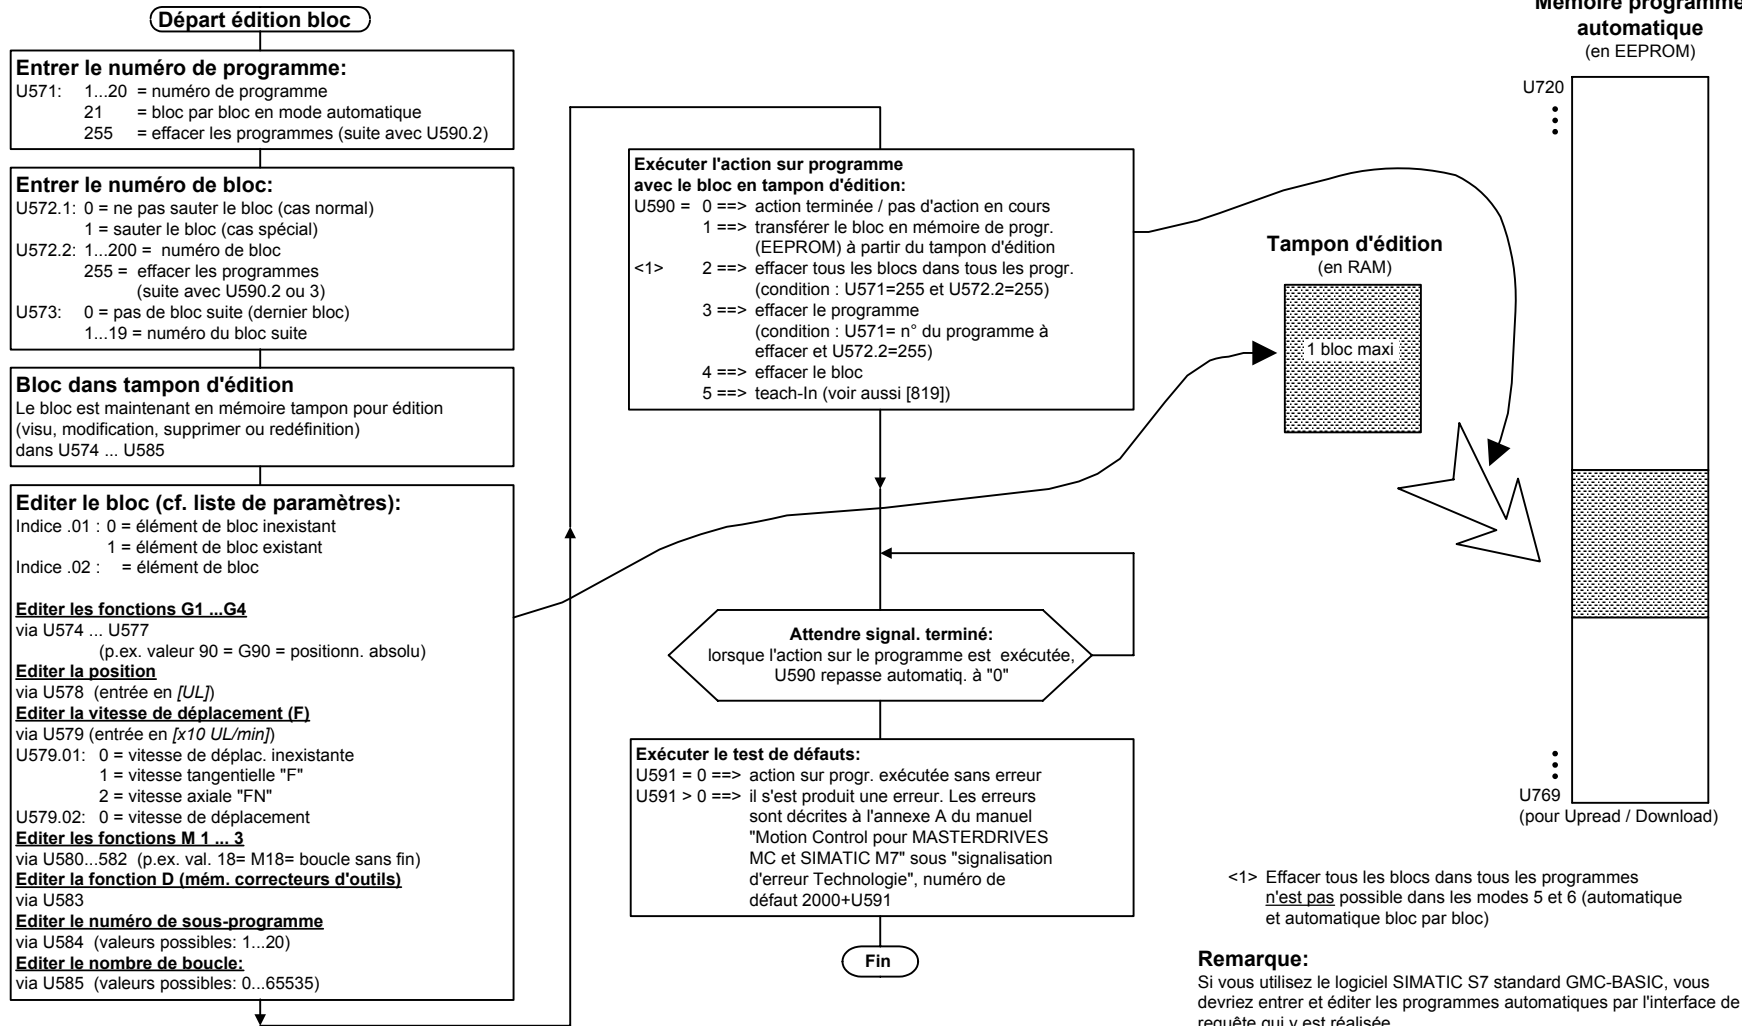 Départ édition bloc
Entrer le numéro de programme:
U571: 1...20 = numéro de programme
21 = bloc par bloc en mode automatique
255 = effacer les programmes (suite avec U590.2)
Entrer le numéro de bloc:
U572.1: 0 = ne pas sauter le bloc (cas normal)
1 = sauter le bloc (cas spécial)
U572.2: 1...200 = numéro de bloc
255 = effacer les programmes
(suite avec U590.2 ou 3)
U573: 0 = pas de bloc suite (dernier bloc)
1...19 = numéro du bloc suite
Bloc dans tampon d'édition
Le bloc est maintenant en mémoire tampon pour édition
(visu, modification, supprimer ou redéfinition)
dans U574 ... U585
Editer le bloc (cf. liste de paramètres):
Indice .01 : 0 = élément de bloc inexistant
1 = élément de bloc existant
Indice .02 : = élément de bloc
Editer les fonctions G1 ...G4
via U574 ... U577
(p.ex. valeur 90 = G90 = positionn. absolu)
Editer la position
via U578 (entrée en [UL])
Editer la vitesse de déplacement (F)
via U579 (entrée en [x10 UL/min])
U579.01: 0 = vitesse de déplac. inexistante
1 = vitesse tangentielle "F"
2 = vitesse axiale "FN"
U579.02: 0 = vitesse de déplacement
Editer les fonctions M 1 ... 3
via U580...582 (p.ex. val. 18= M18= boucle sans fin)
Editer la fonction D (mém. correcteurs d'outils)
via U583
Editer le numéro de sous-programme
via U584 (valeurs possibles: 1...20)
Editer le nombre de boucle:
via U585 (valeurs possibles: 0...65535)
Exécuter l'action sur programme
avec le bloc en tampon d'édition:
U590 = 0 ==> action terminée / pas d'action en cours
1 ==> transférer le bloc en mémoire de progr.
(EEPROM) à partir du tampon d'édition
<1> 2 ==> effacer tous les blocs dans tous les progr.
(condition : U571=255 et U572.2=255)
3 ==> effacer le programme
(condition : U571= n° du programme à
effacer et U572.2=255)
4 ==> effacer le bloc
5 ==> teach-In (voir aussi [819])
Attendre signal. terminé:
lorsque l'action sur le programme est exécutée,
U590 repasse automatiq. à "0"
Exécuter le test de défauts:
U591 = 0 ==> action sur progr. exécutée sans erreur
U591 > 0 ==> il s'est produit une erreur. Les erreurs
sont décrites à l'annexe A du manuel
"Motion Control pour MASTERDRIVES
MC et SIMATIC M7" sous "signalisation
d'erreur Technologie", numéro de
défaut 2000+U591
Fin
Tampon d'édition
(en RAM)
1 bloc maxi
Mémoire programme
automatique
(en EEPROM)
U720
U769
(pour Upread / Download)
<1> Effacer tous les blocs dans tous les programmes
n'est pas possible dans les modes 5 et 6 (automatique
et automatique bloc par bloc)
Remarque:
Si vous utilisez le logiciel SIMATIC S7 standard GMC-BASIC, vous
devriez entrer et éditer les programmes automatiques par l'interface de
requête qui y est réalisée